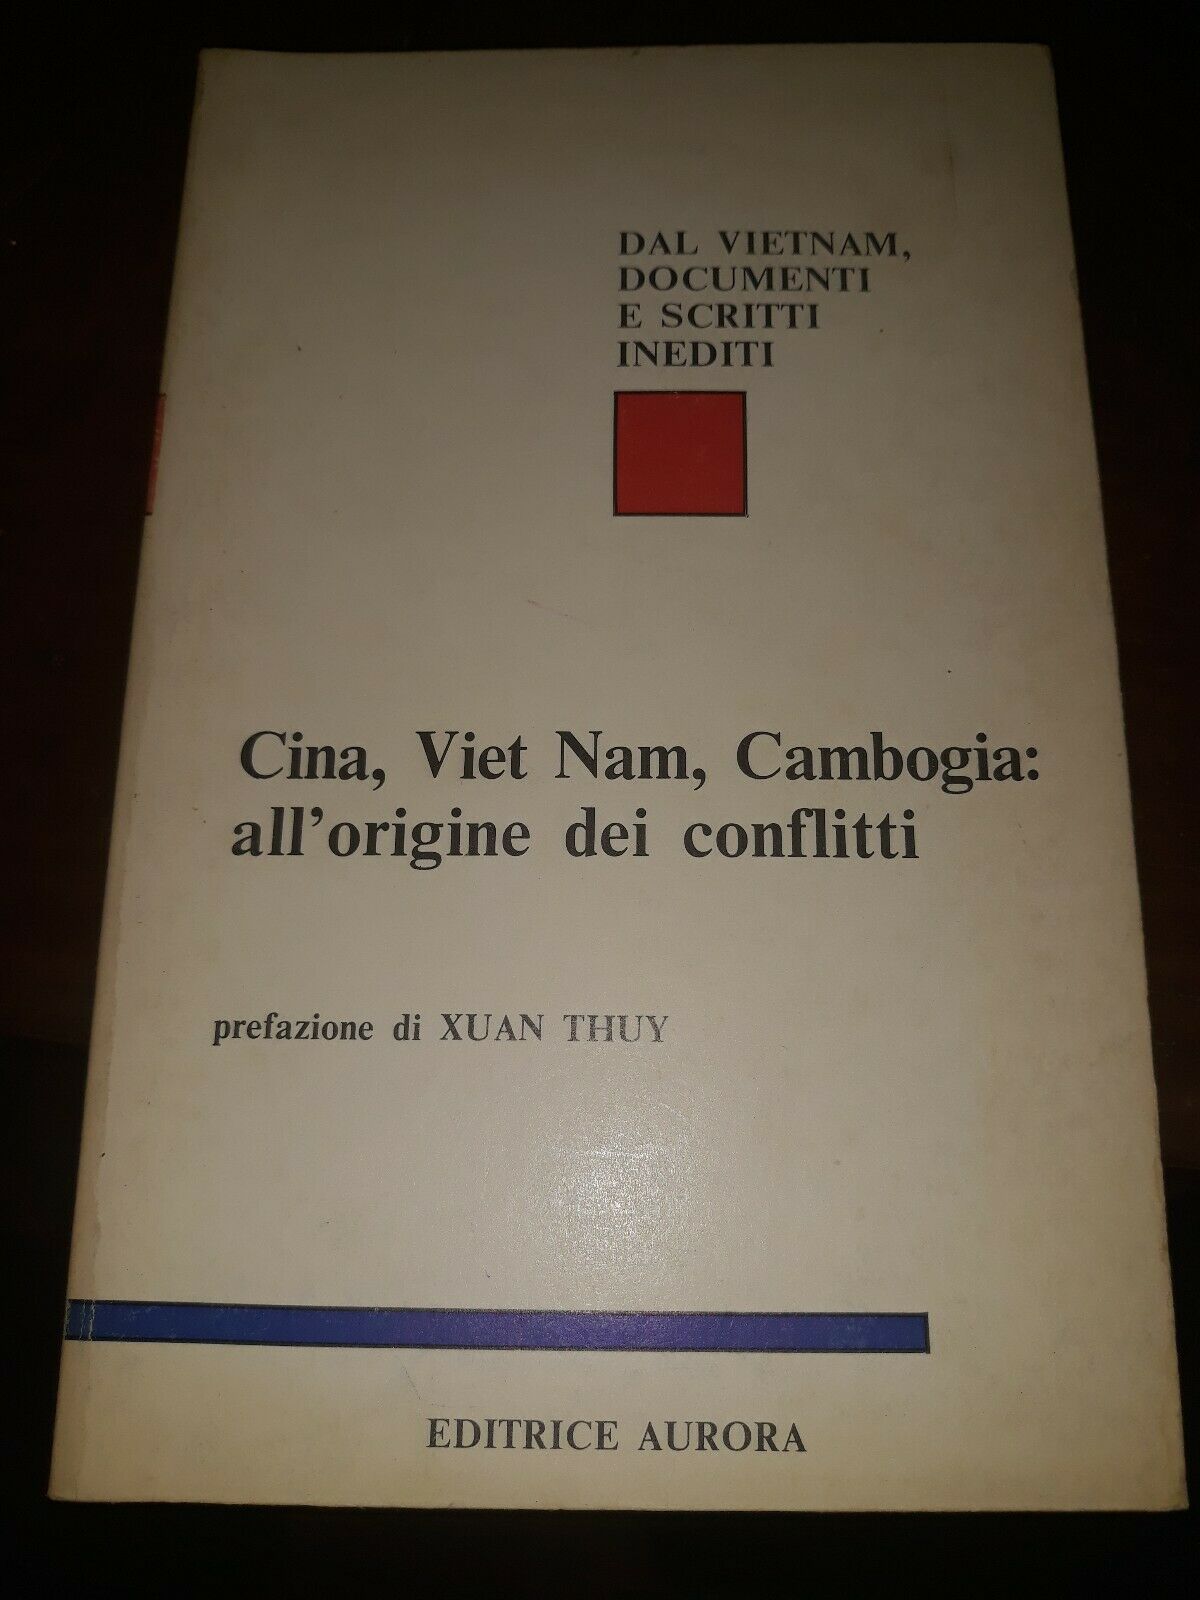 DAL VIETNAM,
DOCUMENTI
E SCRITTI
INEDITI
Cina, Viet Nam, Cambogia:
all'origine dei conflitti
prefazione di XUAN THUY
EDITRICE AURORA